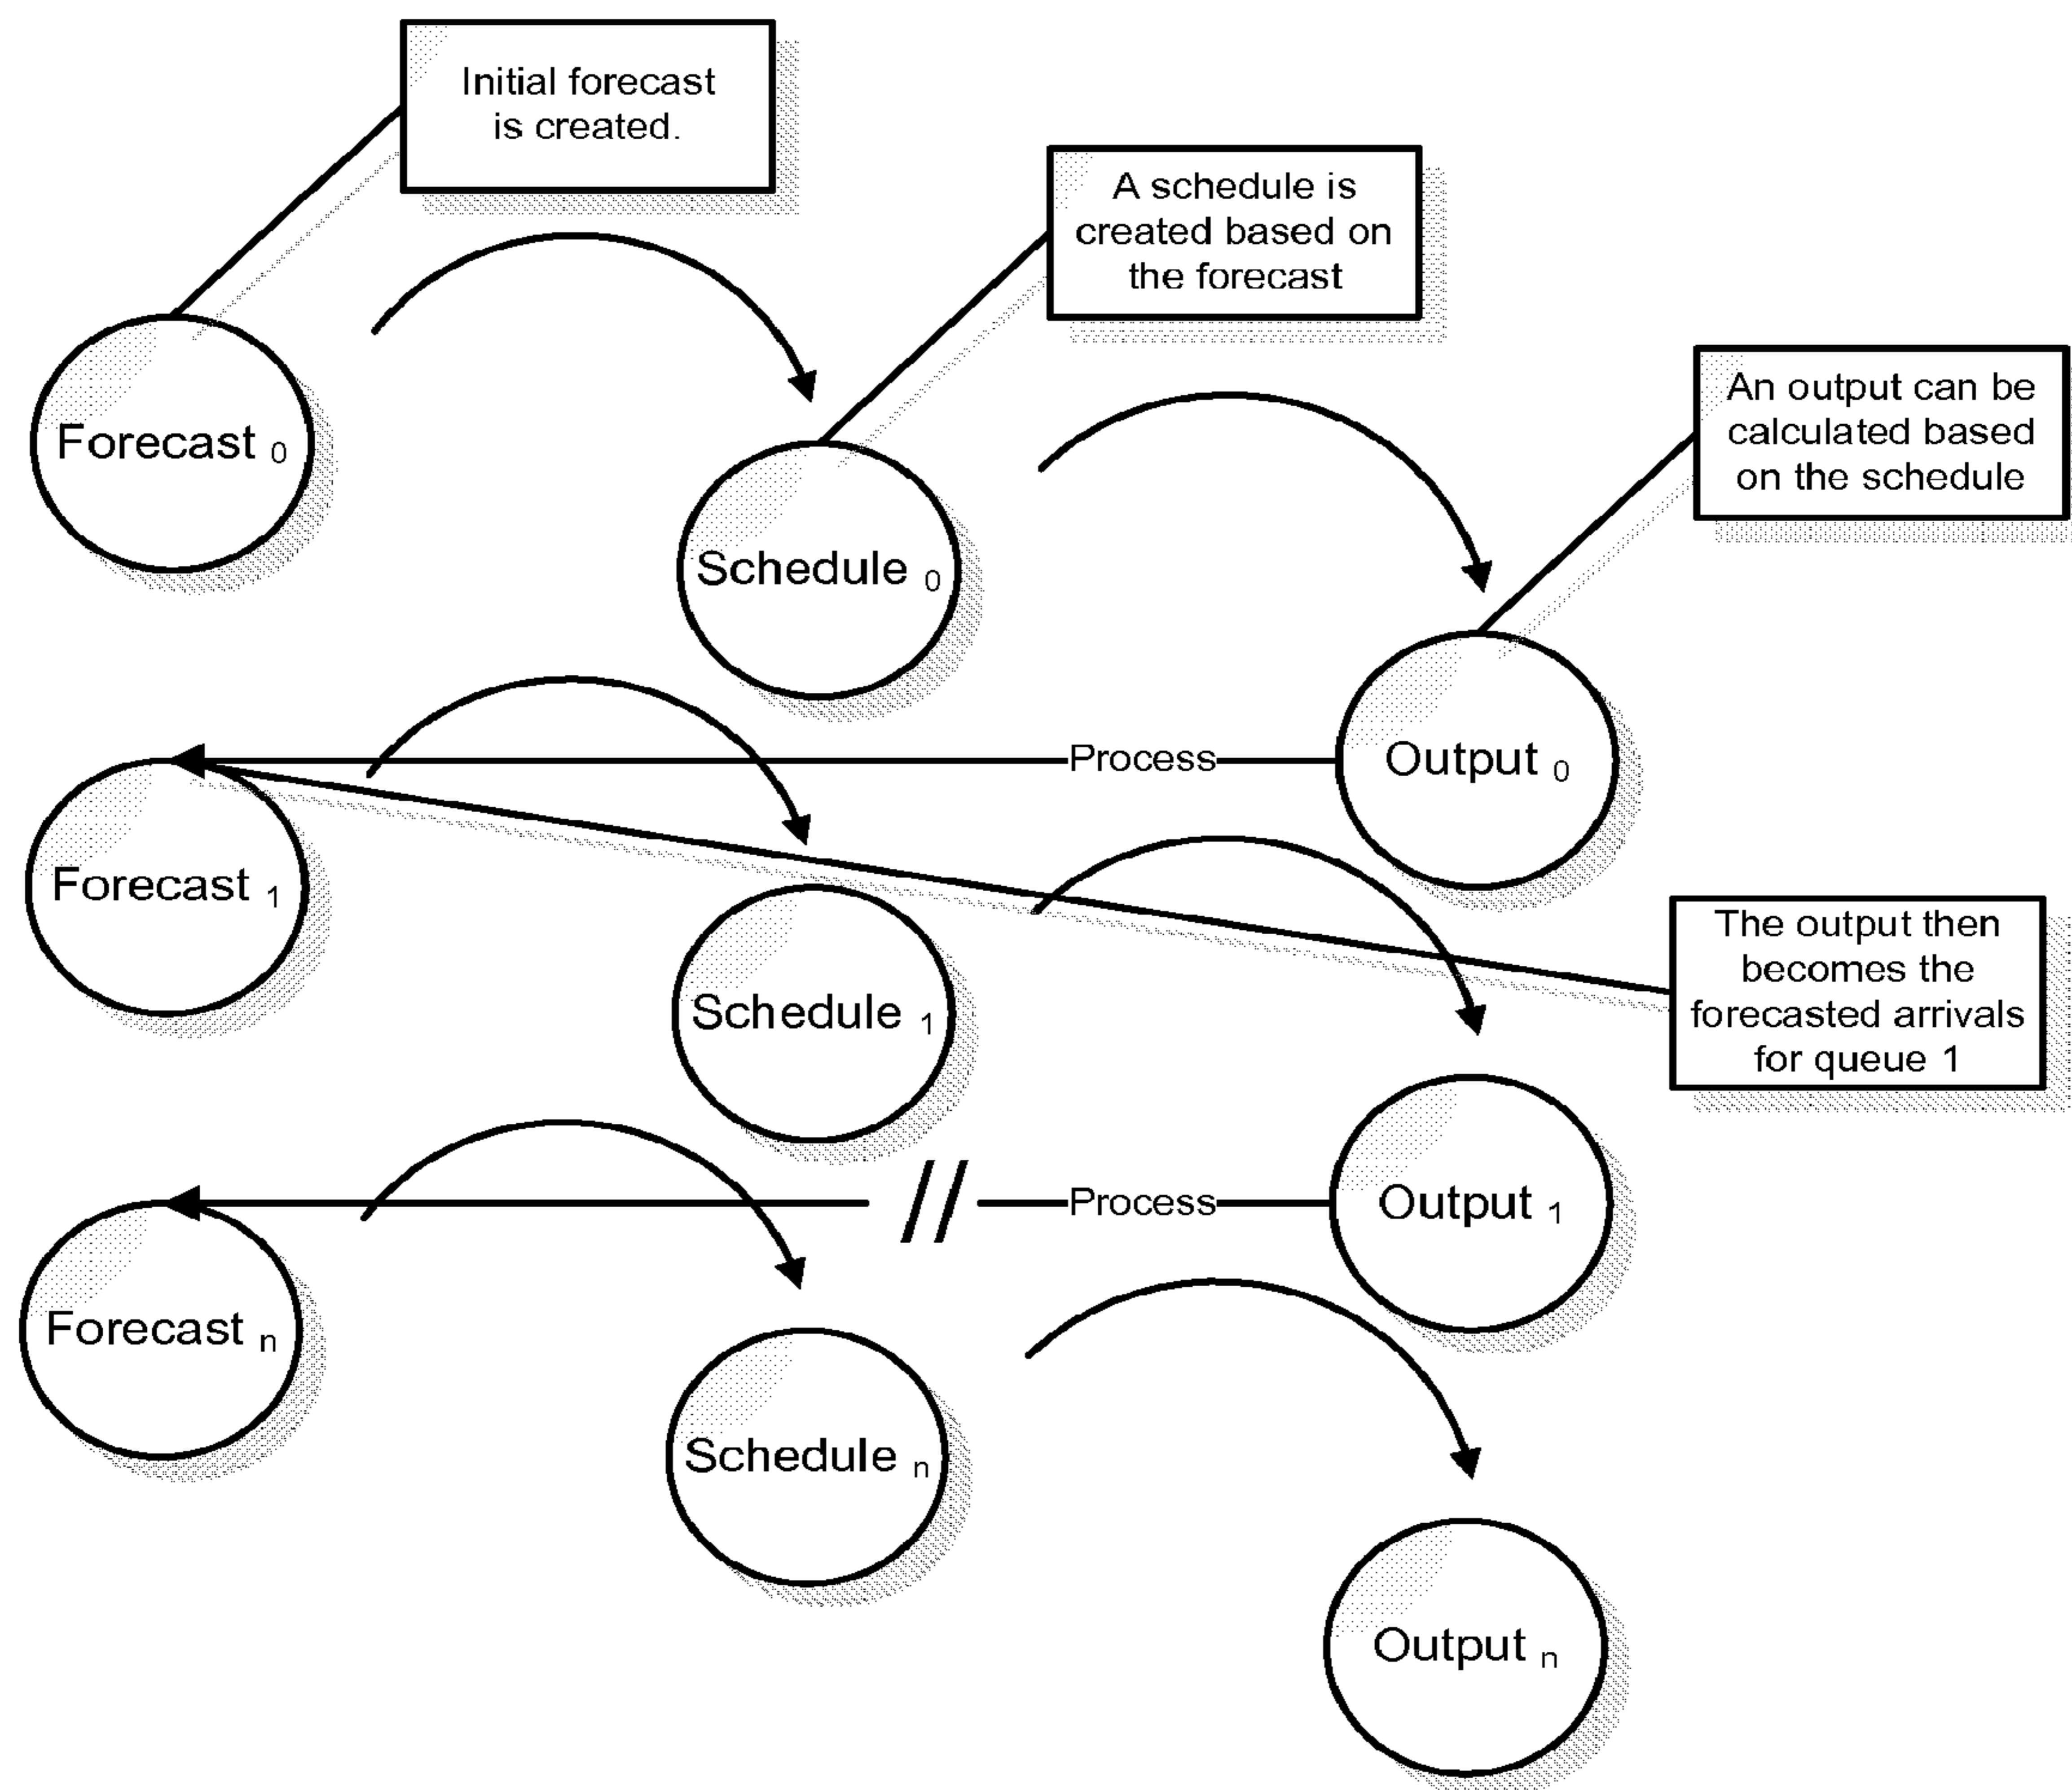 Initial forecast
is created.
A schedule is
created based on
the forecast
An output can be
calculated based
on the schedule
Forecast 0
Schedule 0
Process
Output 0
Forecast 1
The output then
becomes the
forecasted arrivals
for queue 1
Schedule 1
//
Process
Output 1
Forecast n
Schedule n
Output n